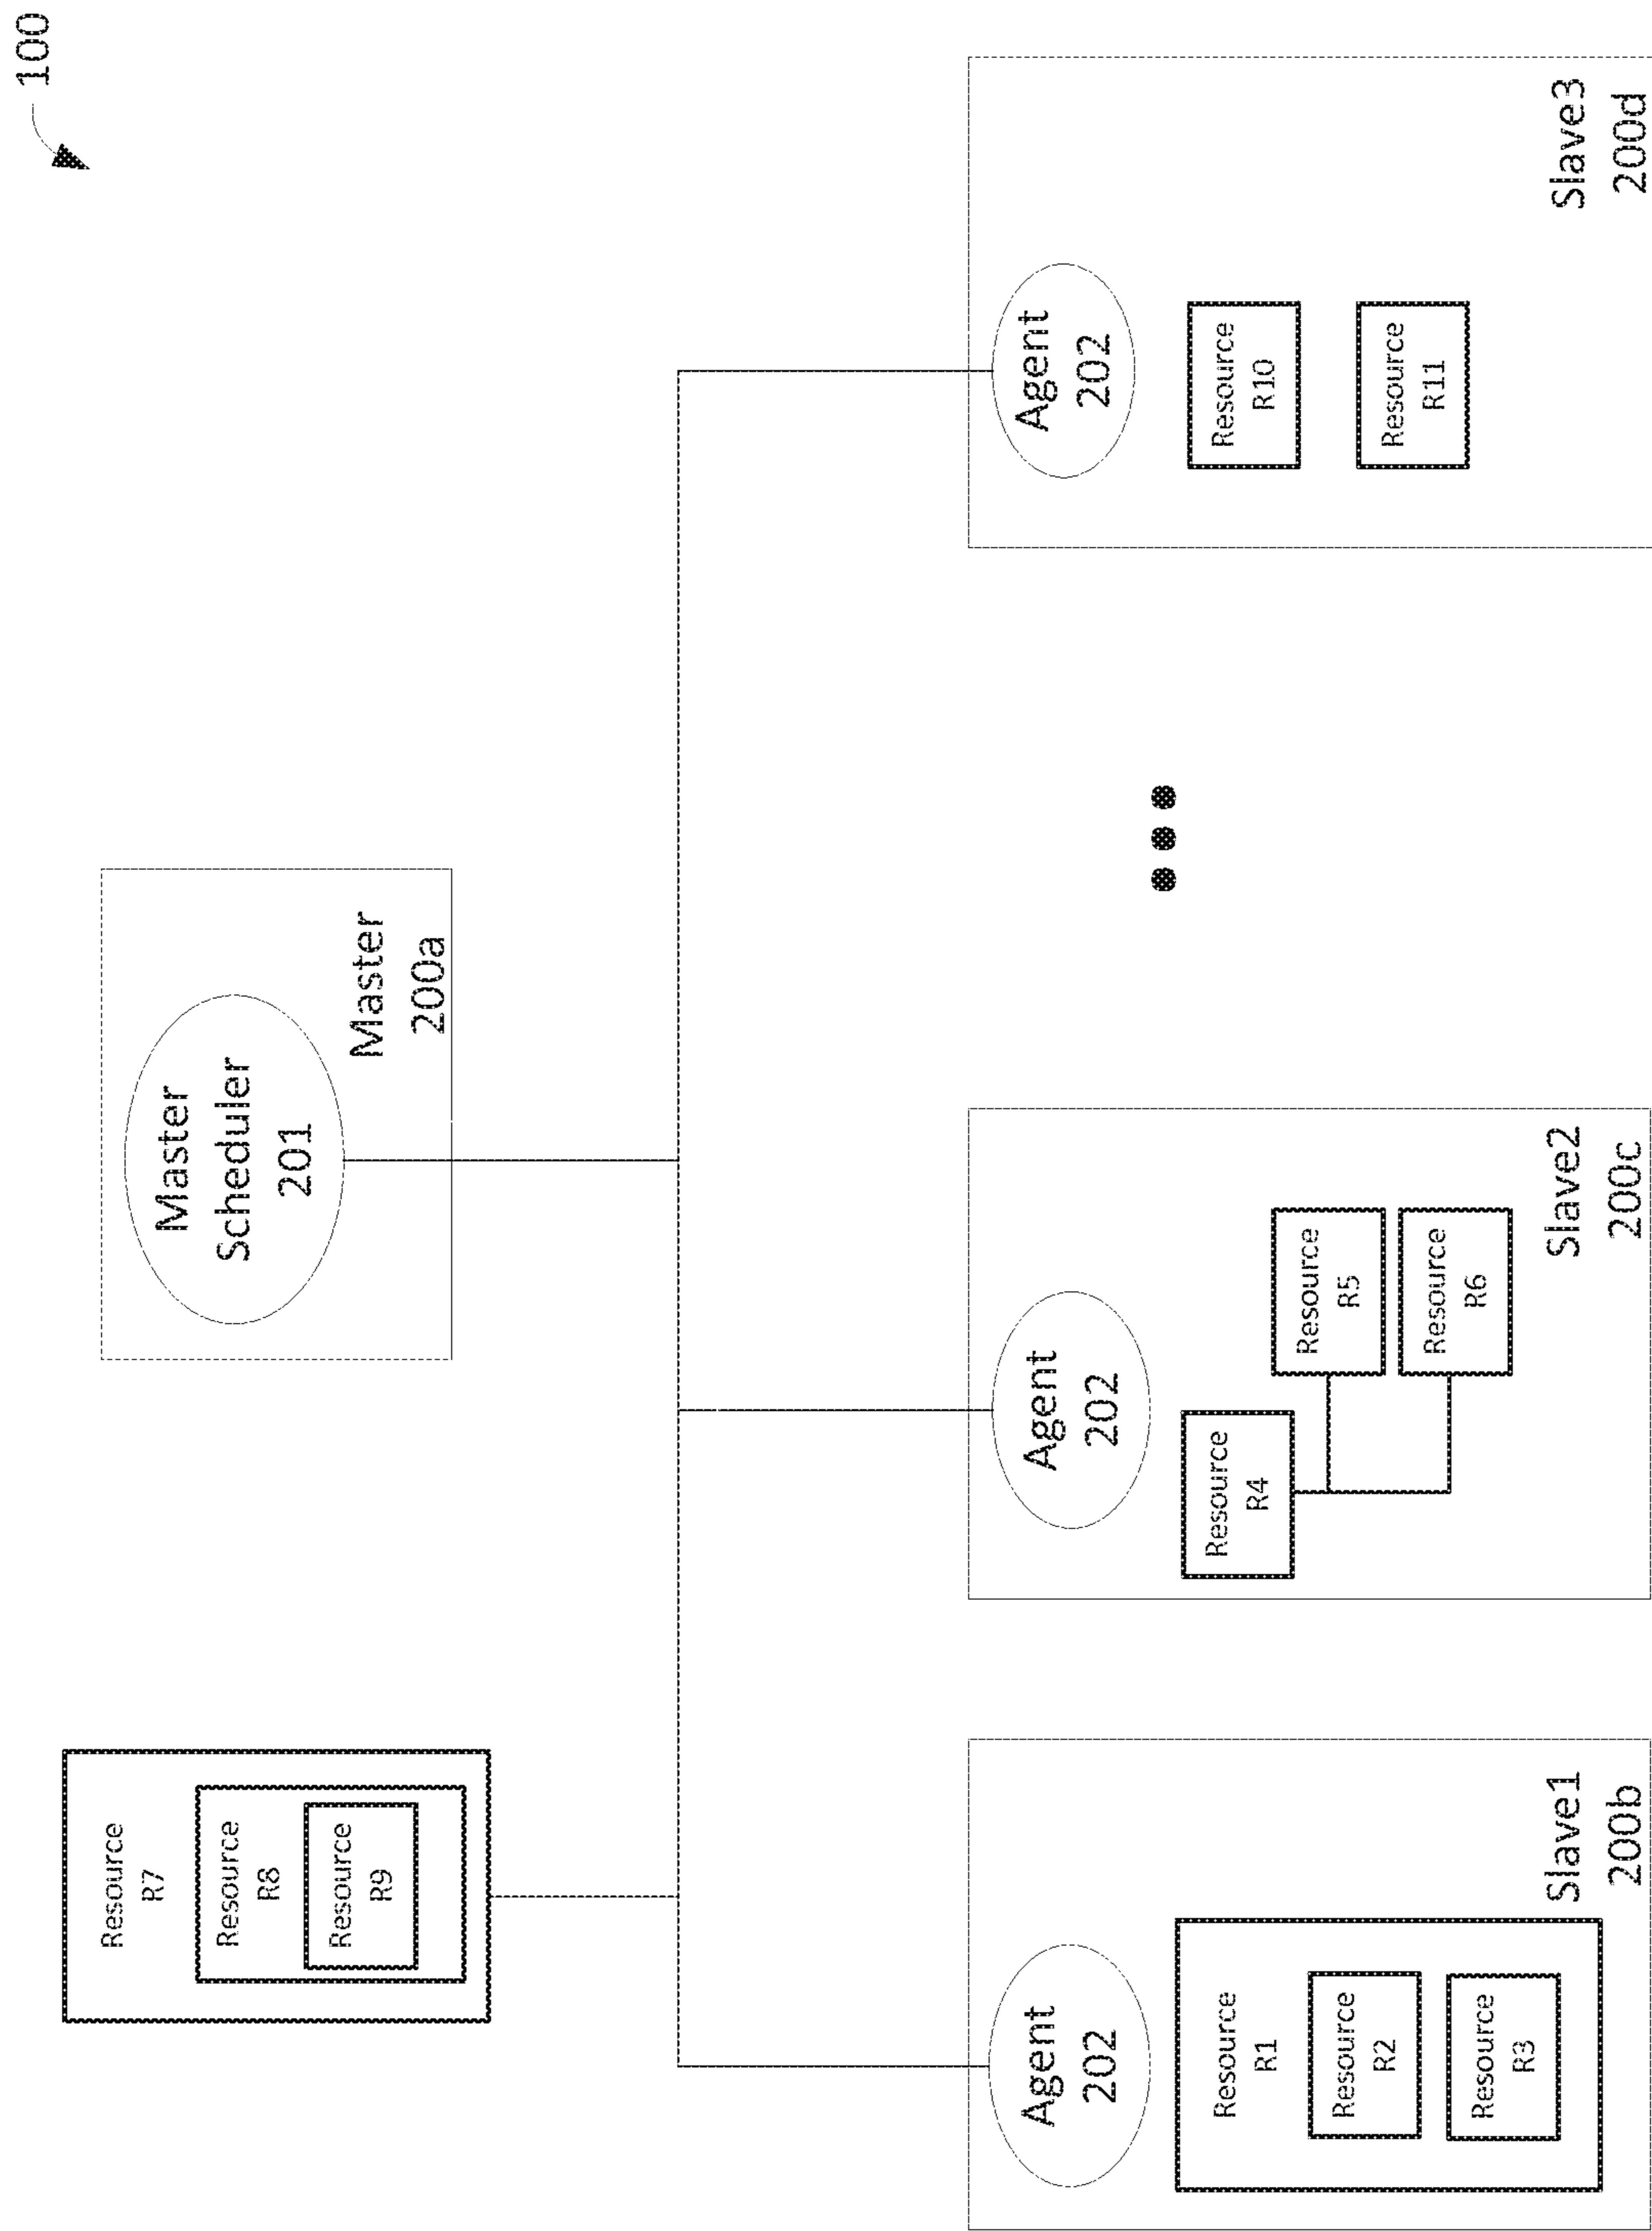 100
Resource
R7
Resource
R8
Resource
R9
Master
Scheduler
201
Master
200a
Agent
202
Resource
R1
Resource
R2
Resource
R3
Slave1
200b
Agent
202
Resource
R4
Resource
R5
Resource
R6
Slave2
200c
Agent
202
Resource
R10
Resource
R11
Slave3
200d